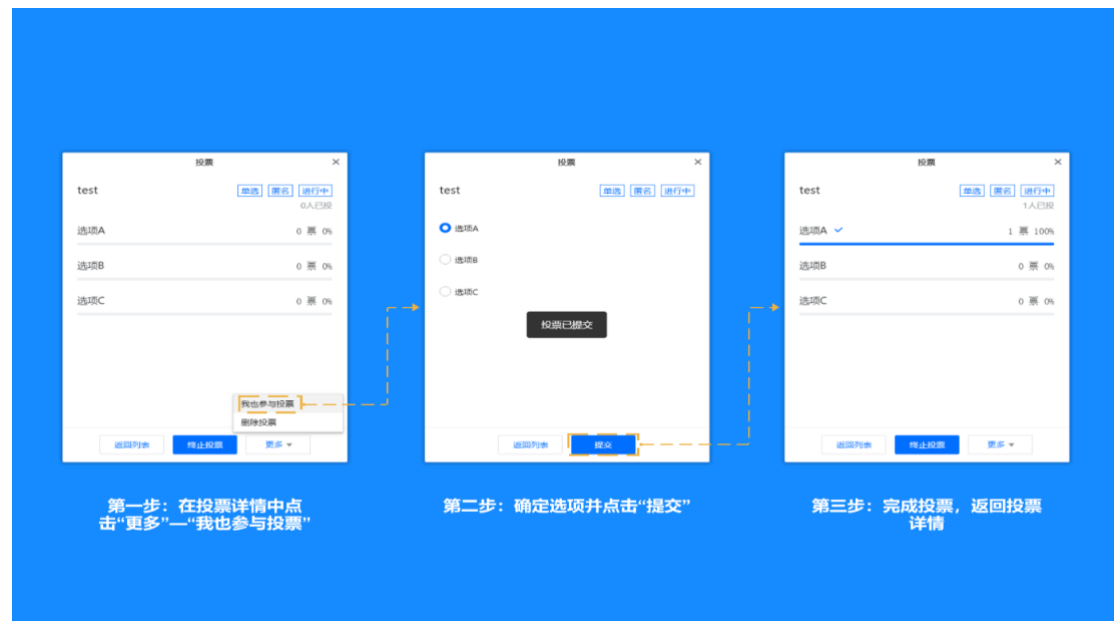 投票 ×
test 单选 匿名 进行中
0人已投
选项A 0 票 0%
选项B 0 票 0%
选项C 0 票 0%
我也参与投票
删除投票
返回列表 终止投票 更多
第一步：在投票详情中点
击“更多”—“我也参与投票”
投票 ×
test 单选 匿名 进行中
选项A
选项B
选项C
投票已提交
返回列表 提交
第二步：确定选项并点击“提交”
投票 ×
test 单选 匿名 进行中
1人已投
选项A 1 票 100%
选项B 0 票 0%
选项C 0 票 0%
返回列表 终止投票 更多
第三步：完成投票，返回投票
详情